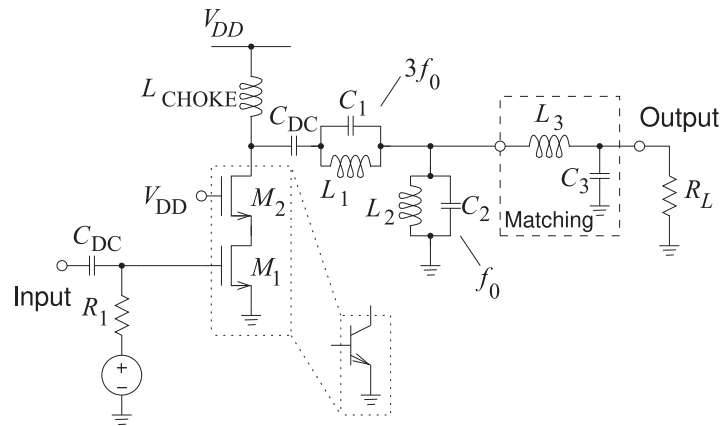 V_DD
L_CHOKE
C_DC
C_1
3f_0
L_1
L_3
Output
V_DD
M_2
L_2
C_2
C_3
R_L
Matching
C_DC
M_1
f_0
Input
R_1
+
−